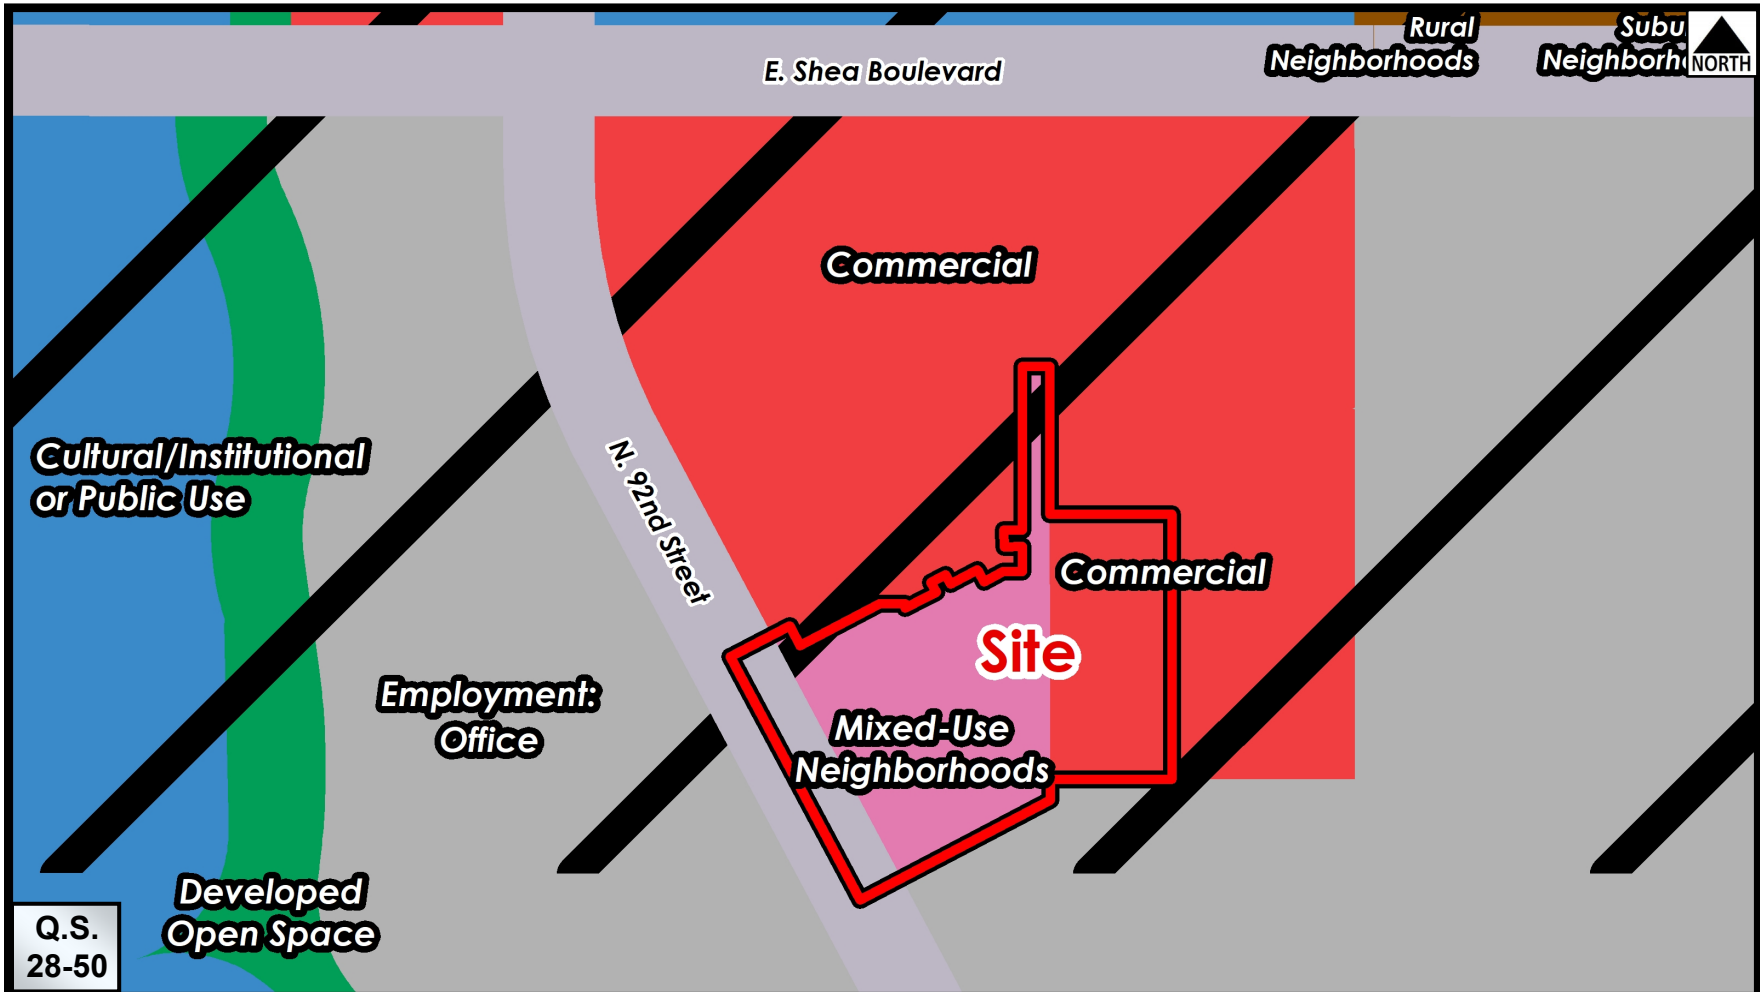 Rural
Neighborhoods
NORTH
E. Shea Boulevard
Commercial
Cultural/Institutional
or Public Use
N. 92nd Street
Commercial
Site
Employment:
Office
Mixed-Use
Neighborhoods
Developed
Open Space
Q.S.
28-50